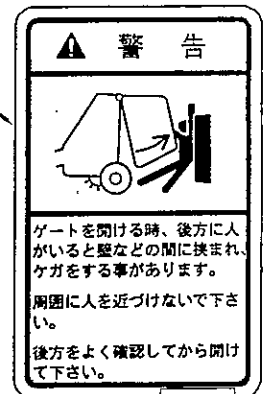 警 告
ゲートを開ける時、後方に人
がいると壁などの間に挟まれ、
ケガをする事があります。
周囲に人を近づけないで下さ
い。
後方をよく確認してから開け
て下さい。